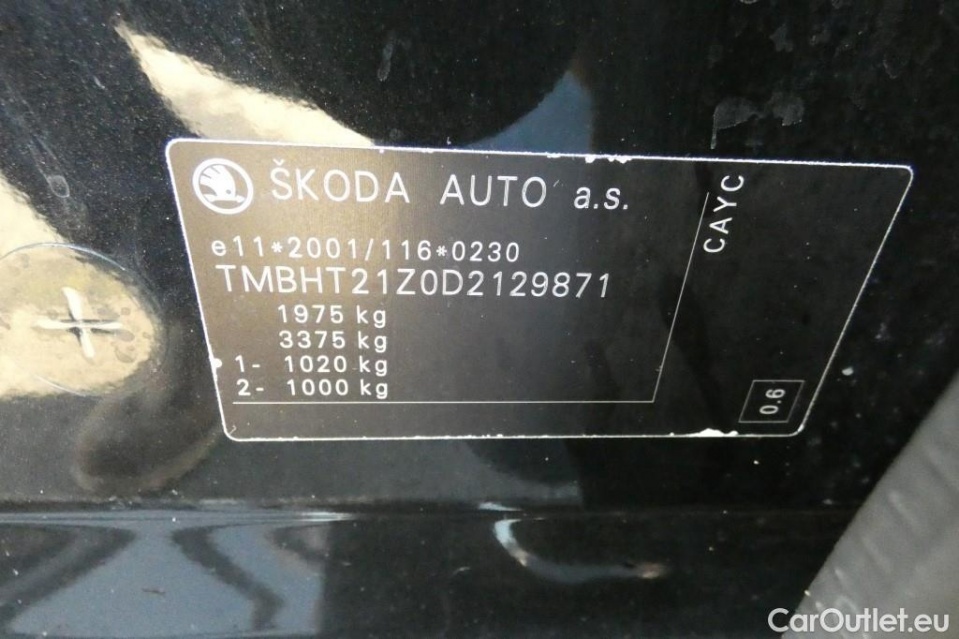 ŠKODA AUTO a.s.
e11*2001/116*0230
TMBHT21Z0D2129871
1975 kg
3375 kg
1- 1020 kg
2- 1000 kg
CAYC
0.6
CarOutlet.eu